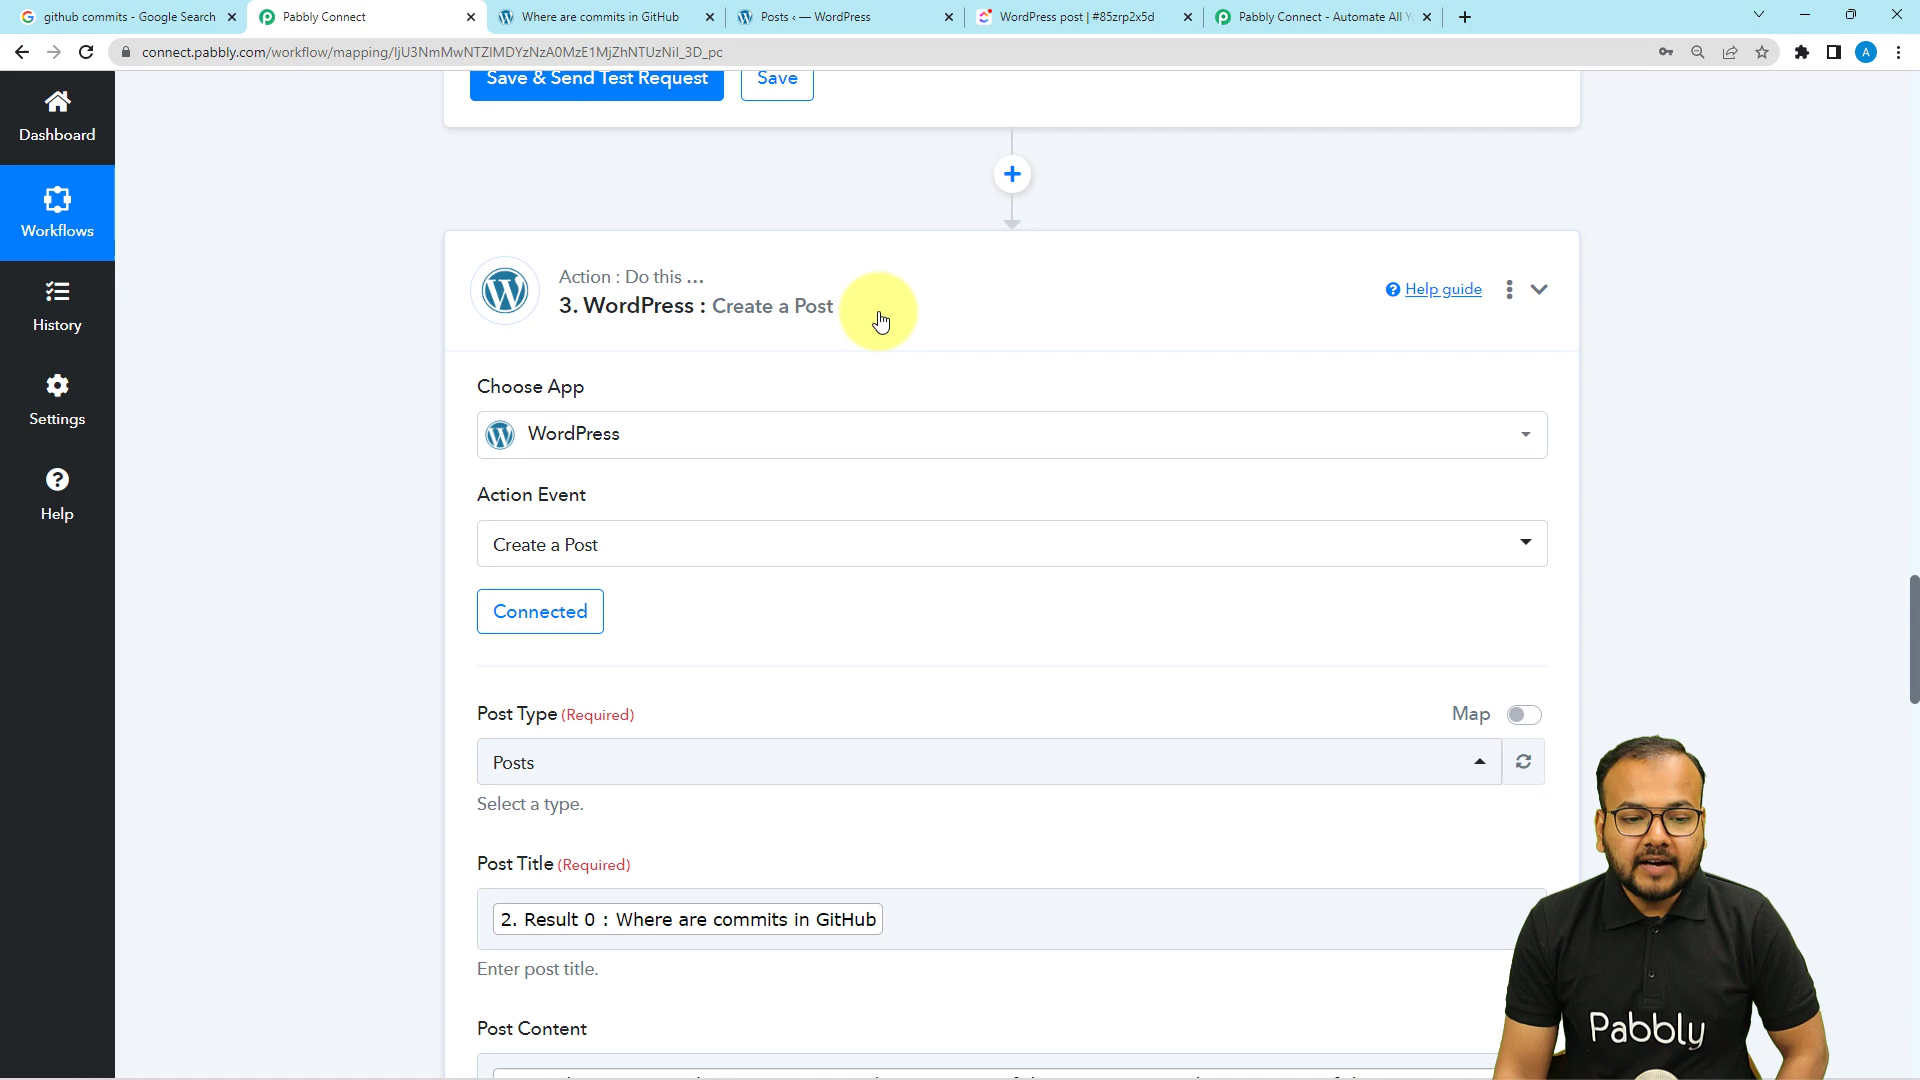 github commits - Google Search
Pabbly Connect
Where are commits in GitHub
Posts ‹ — WordPress
WordPress post | #85zrp2x5d
Pabbly Connect - Automate All Y
connect.pabbly.com/workflow/mapping/
A
Dashboard
Workflows
History
Settings
Help
Save & Send Test Request
Save
Action : Do this ...
3. WordPress : Create a Post
Help guide
Choose App
WordPress
Action Event
Create a Post
Connected
Post Type (Required)
Map
Posts
Select a type.
Post Title (Required)
2. Result 0 : Where are commits in GitHub
Enter post title.
Post Content
Pabbly